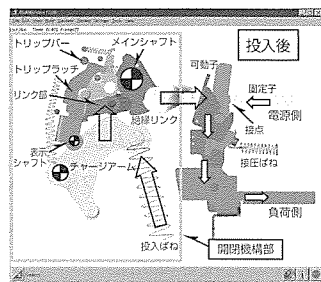 投入後
トリップバー
メインシャフト
トリップラッチ
リンク部
可動子
固定子
電源側
絶縁リンク
接点
表示
シャフト
チャージアーム
接圧ばね
投入ばね
負荷側
開閉機構部